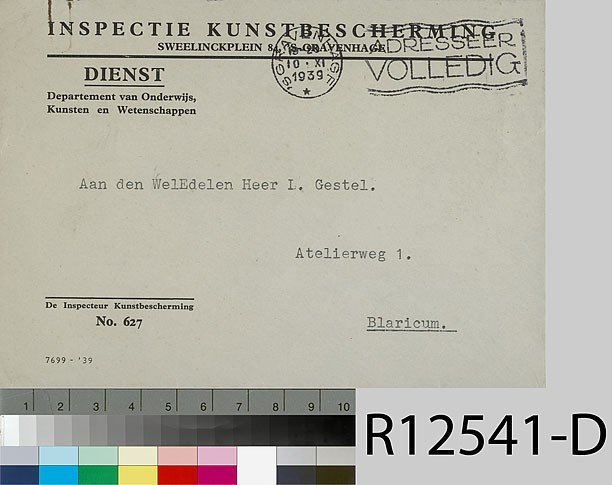 INSPECTIE KUNSTBESCHERMING
SWEELINCKPLEIN 84, 'S-GRAVENHAGE
'S GRAVENHAGE
10·XI
1939
ADRESSEER
VOLLEDIG
DIENST
Departement van Onderwijs,
Kunsten en Wetenschappen
Aan den WelEdelen Heer L. Gestel.
Atelierweg 1.
De Inspecteur Kunstbescherming
No. 627
Blaricum.
7699 - '39
1 2 3 4 5 6 7 8 9 10
R12541-D